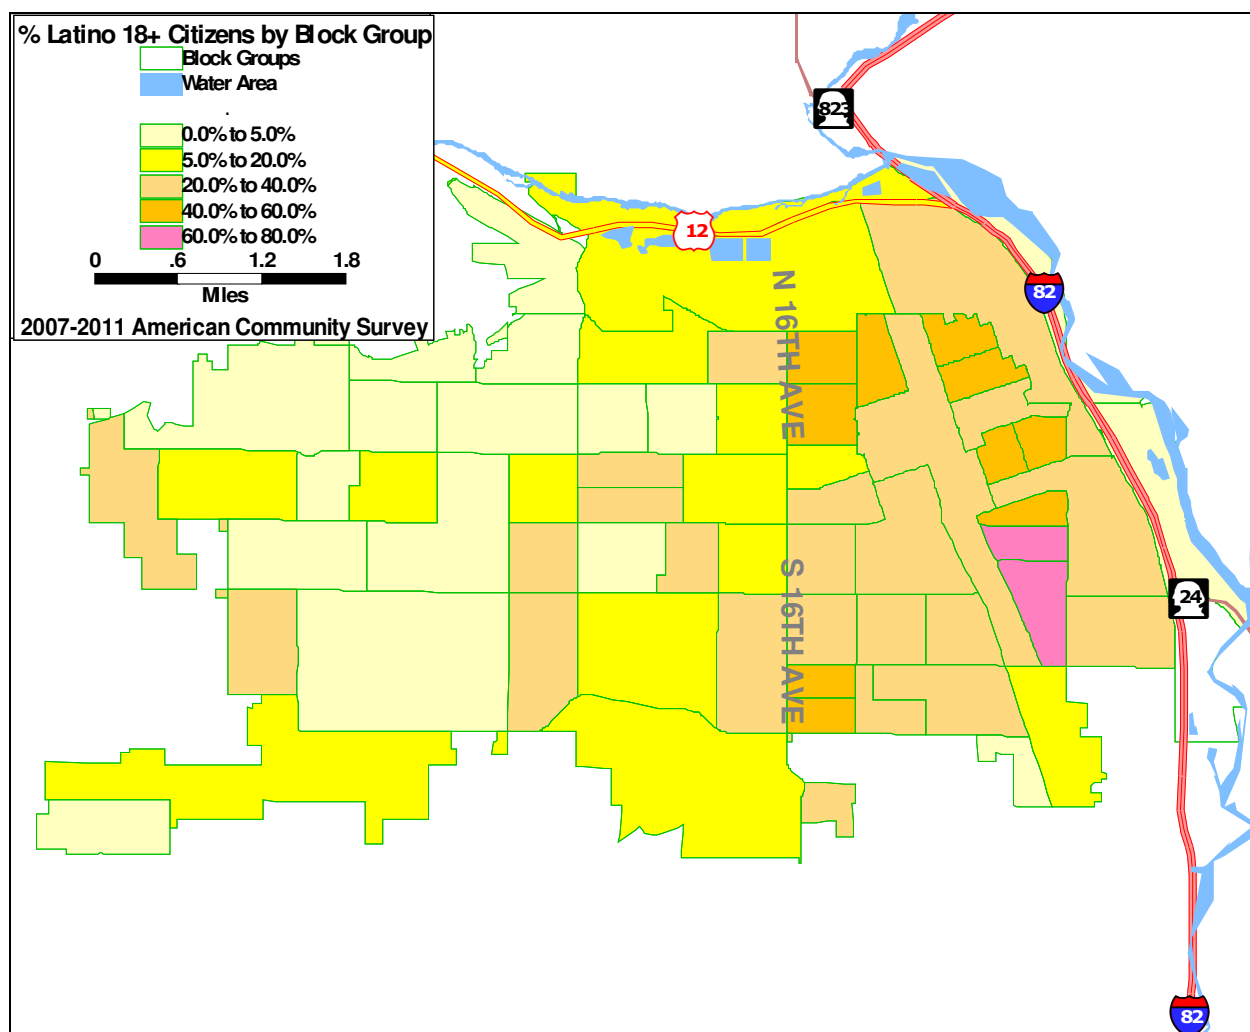 % Latino 18+ Citizens by Block Group
Block Groups
Water Area
.
0.0% to 5.0%
5.0% to 20.0%
20.0% to 40.0%
40.0% to 60.0%
60.0% to 80.0%
0 .6 1.2 1.8
Miles
2007-2011 American Community Survey
823
12
82
N 16TH AVE
S 16TH AVE
24
82